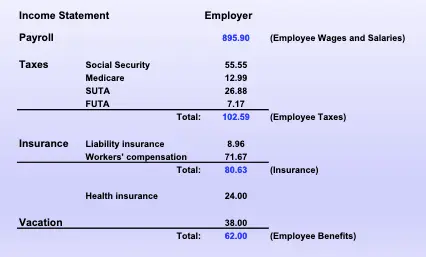 Income Statement Employer
Payroll 895.90 (Employee Wages and Salaries)
Taxes Social Security 55.55
Medicare 12.99
SUTA 26.88
FUTA 7.17
Total: 102.59 (Employee Taxes)
Insurance Liability insurance 8.96
Workers' compensation 71.67
Total: 80.63 (Insurance)
Health insurance 24.00
Vacation 38.00
Total: 62.00 (Employee Benefits)